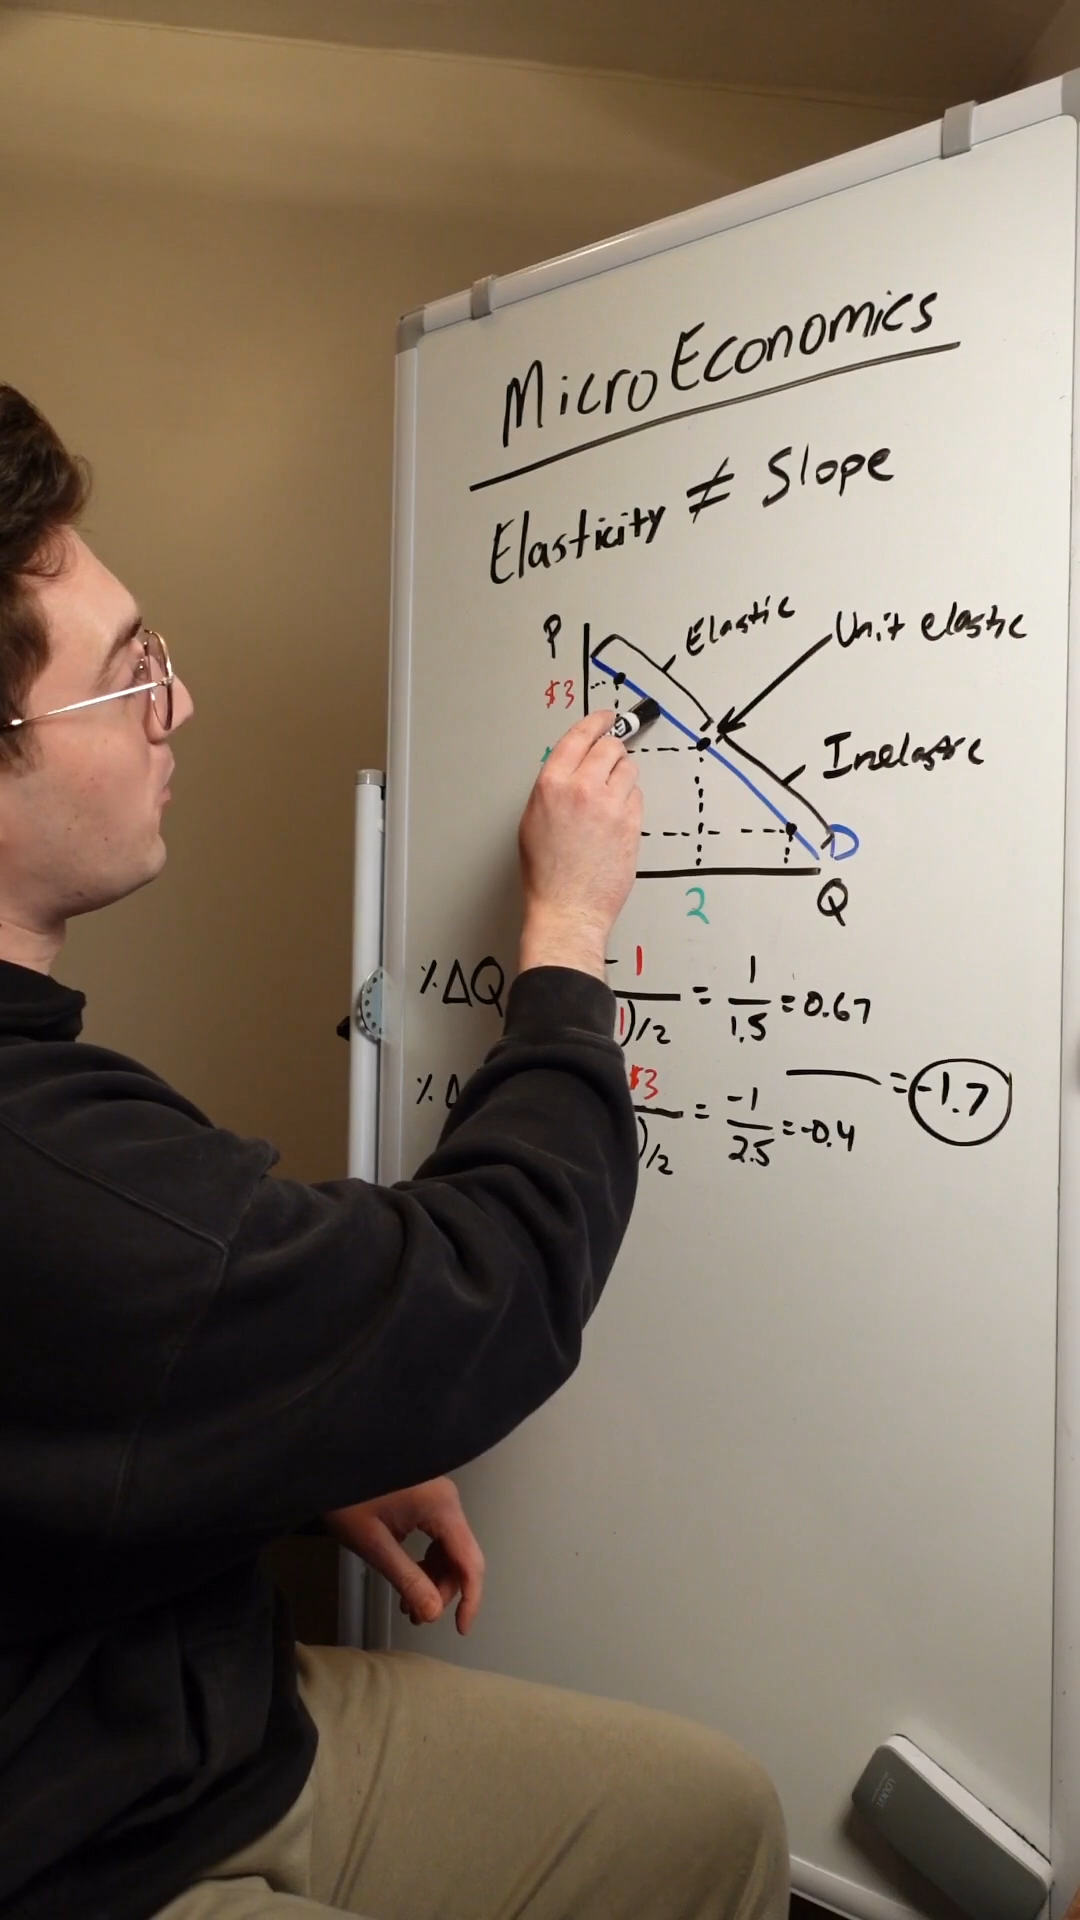 MicroEconomics
Elasticity ≠ Slope
P
Elastic
Unit elastic
$3
Inelastic
D
2
Q
%ΔQ - 1 / 1)/2 = 1/1.5 = 0.67
%Δ $3 / )/2 = -1/2.5 = -0.4
= -1.7